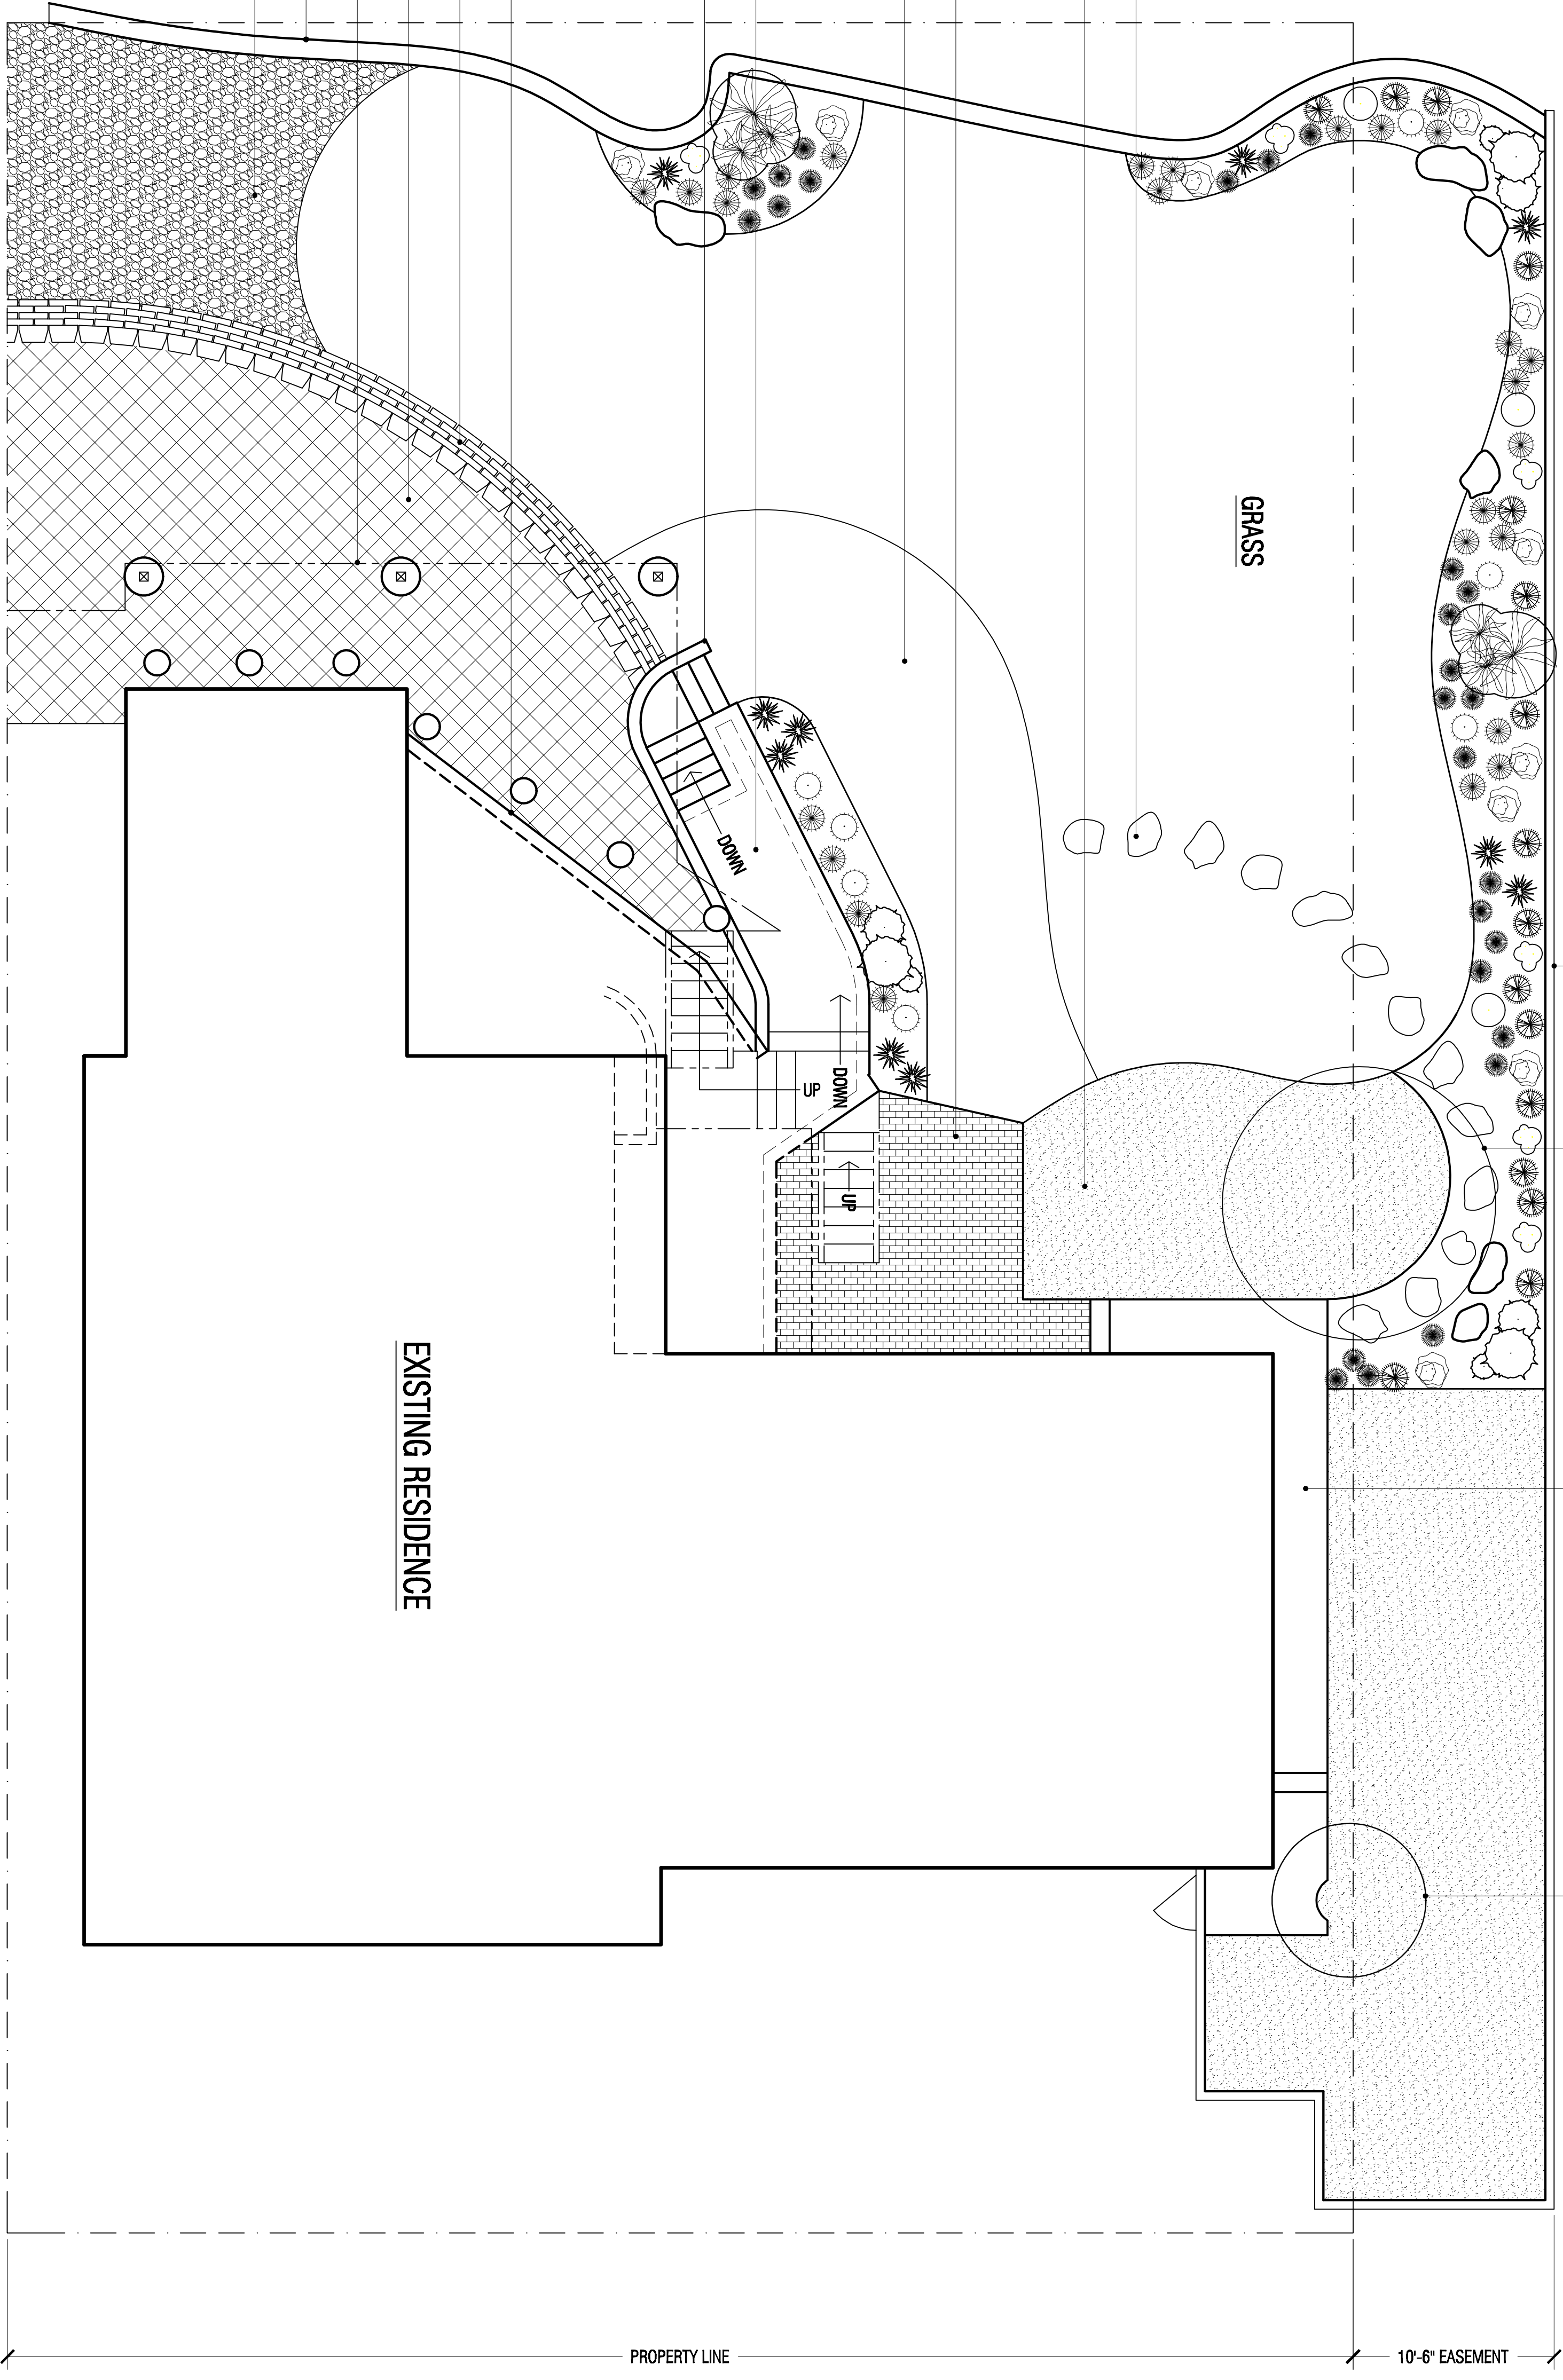 GRASS
DOWN
UP
DOWN
UP
EXISTING RESIDENCE
PROPERTY LINE
10'-6" EASEMENT